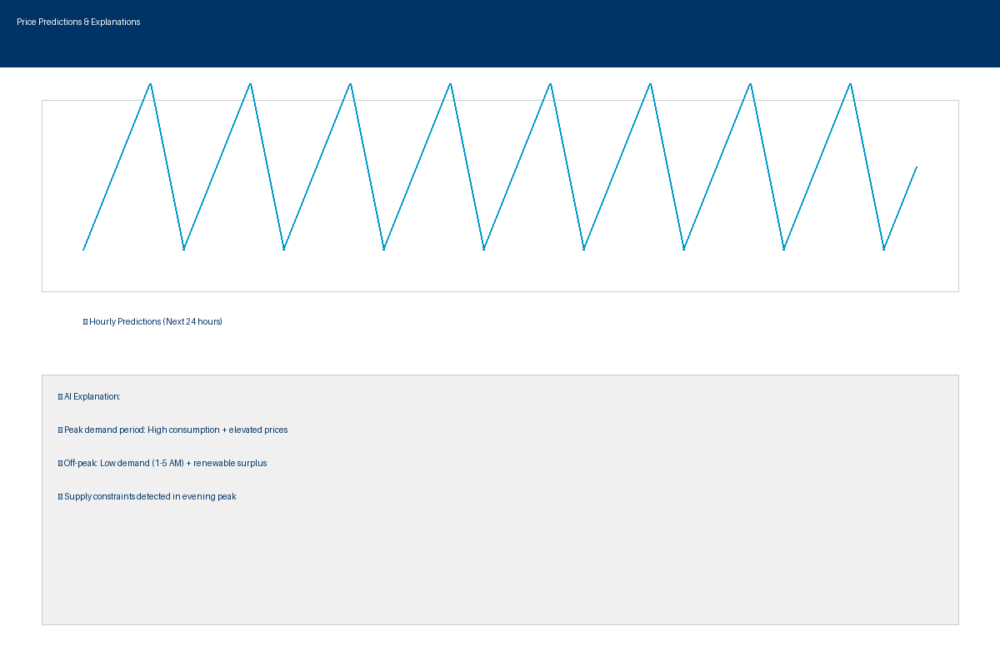 Price Predictions & Explanations
Hourly Predictions (Next 24 hours)
AI Explanation:
Peak demand period: High consumption + elevated prices
Off-peak: Low demand (1-5 AM) + renewable surplus
Supply constraints detected in evening peak